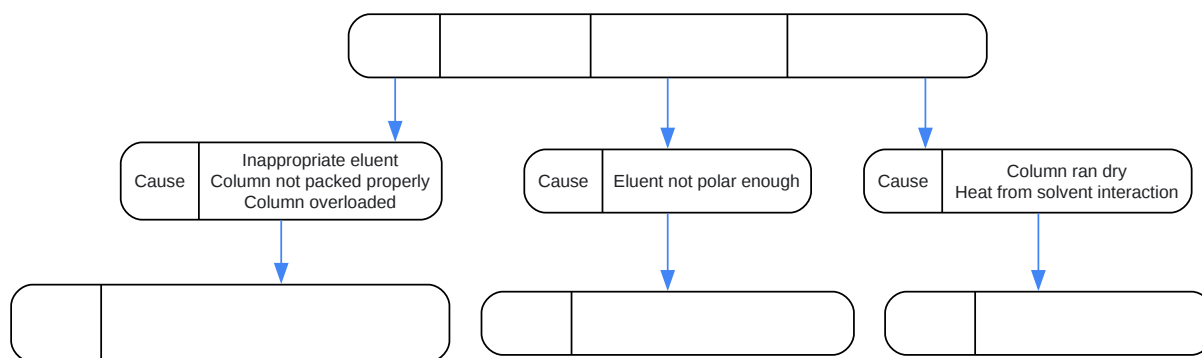 Cause
Inappropriate eluent
Column not packed properly
Column overloaded
Cause
Eluent not polar enough
Cause
Column ran dry
Heat from solvent interaction